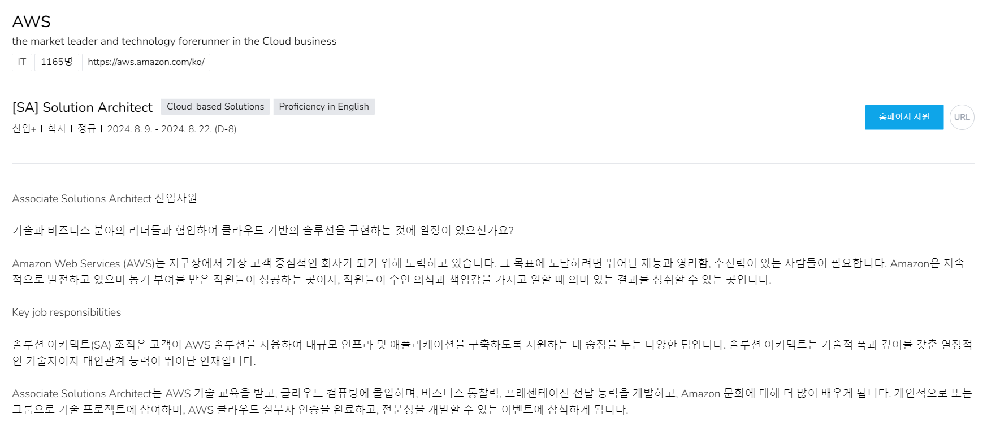 AWS
the market leader and technology forerunner in the Cloud business
IT 1165명 https://aws.amazon.com/ko/
[SA] Solution Architect Cloud-based Solutions Proficiency in English
신입+ | 학사 | 정규 | 2024. 8. 9. - 2024. 8. 22. (D-8)
홈페이지 지원 URL
Associate Solutions Architect 신입사원
기술과 비즈니스 분야의 리더들과 협업하여 클라우드 기반의 솔루션을 구현하는 것에 열정이 있으신가요?
Amazon Web Services (AWS)는 지구상에서 가장 고객 중심적인 회사가 되기 위해 노력하고 있습니다. 그 목표에 도달하려면 뛰어난 재능과 영리함, 추진력이 있는 사람들이 필요합니다. Amazon은 지속
적으로 발전하고 있으며 동기 부여를 받은 직원들이 성공하는 곳이자, 직원들이 주인 의식과 책임감을 가지고 일할 때 의미 있는 결과를 성취할 수 있는 곳입니다.
Key job responsibilities
솔루션 아키텍트(SA) 조직은 고객이 AWS 솔루션을 사용하여 대규모 인프라 및 애플리케이션을 구축하도록 지원하는 데 중점을 두는 다양한 팀입니다. 솔루션 아키텍트는 기술적 폭과 깊이를 갖춘 열정적
인 기술자이자 대인관계 능력이 뛰어난 인재입니다.
Associate Solutions Architect는 AWS 기술 교육을 받고, 클라우드 컴퓨팅에 몰입하며, 비즈니스 통찰력, 프레젠테이션 전달 능력을 개발하고, Amazon 문화에 대해 더 많이 배우게 됩니다. 개인적으로 또는
그룹으로 기술 프로젝트에 참여하며, AWS 클라우드 실무자 인증을 완료하고, 전문성을 개발할 수 있는 이벤트에 참석하게 됩니다.